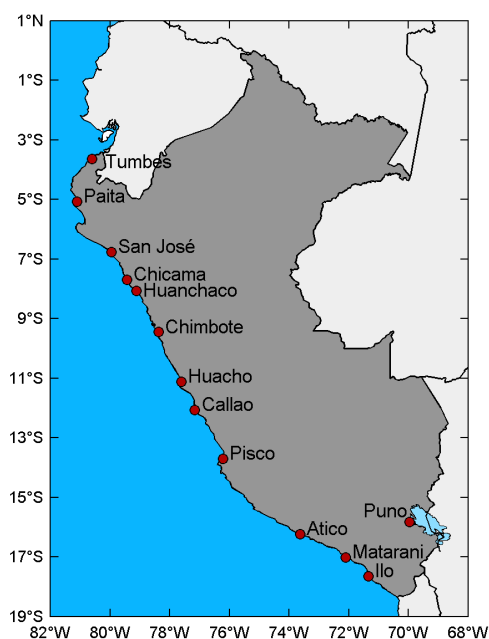 1°N
1°S
3°S
Tumbes
5°S
Paita
San José
7°S
Chicama
Huanchaco
9°S
Chimbote
11°S
Huacho
Callao
13°S
Pisco
15°S
Puno
Atico
17°S
Matarani
Ilo
19°S
82°W 80°W 78°W 76°W 74°W 72°W 70°W 68°W